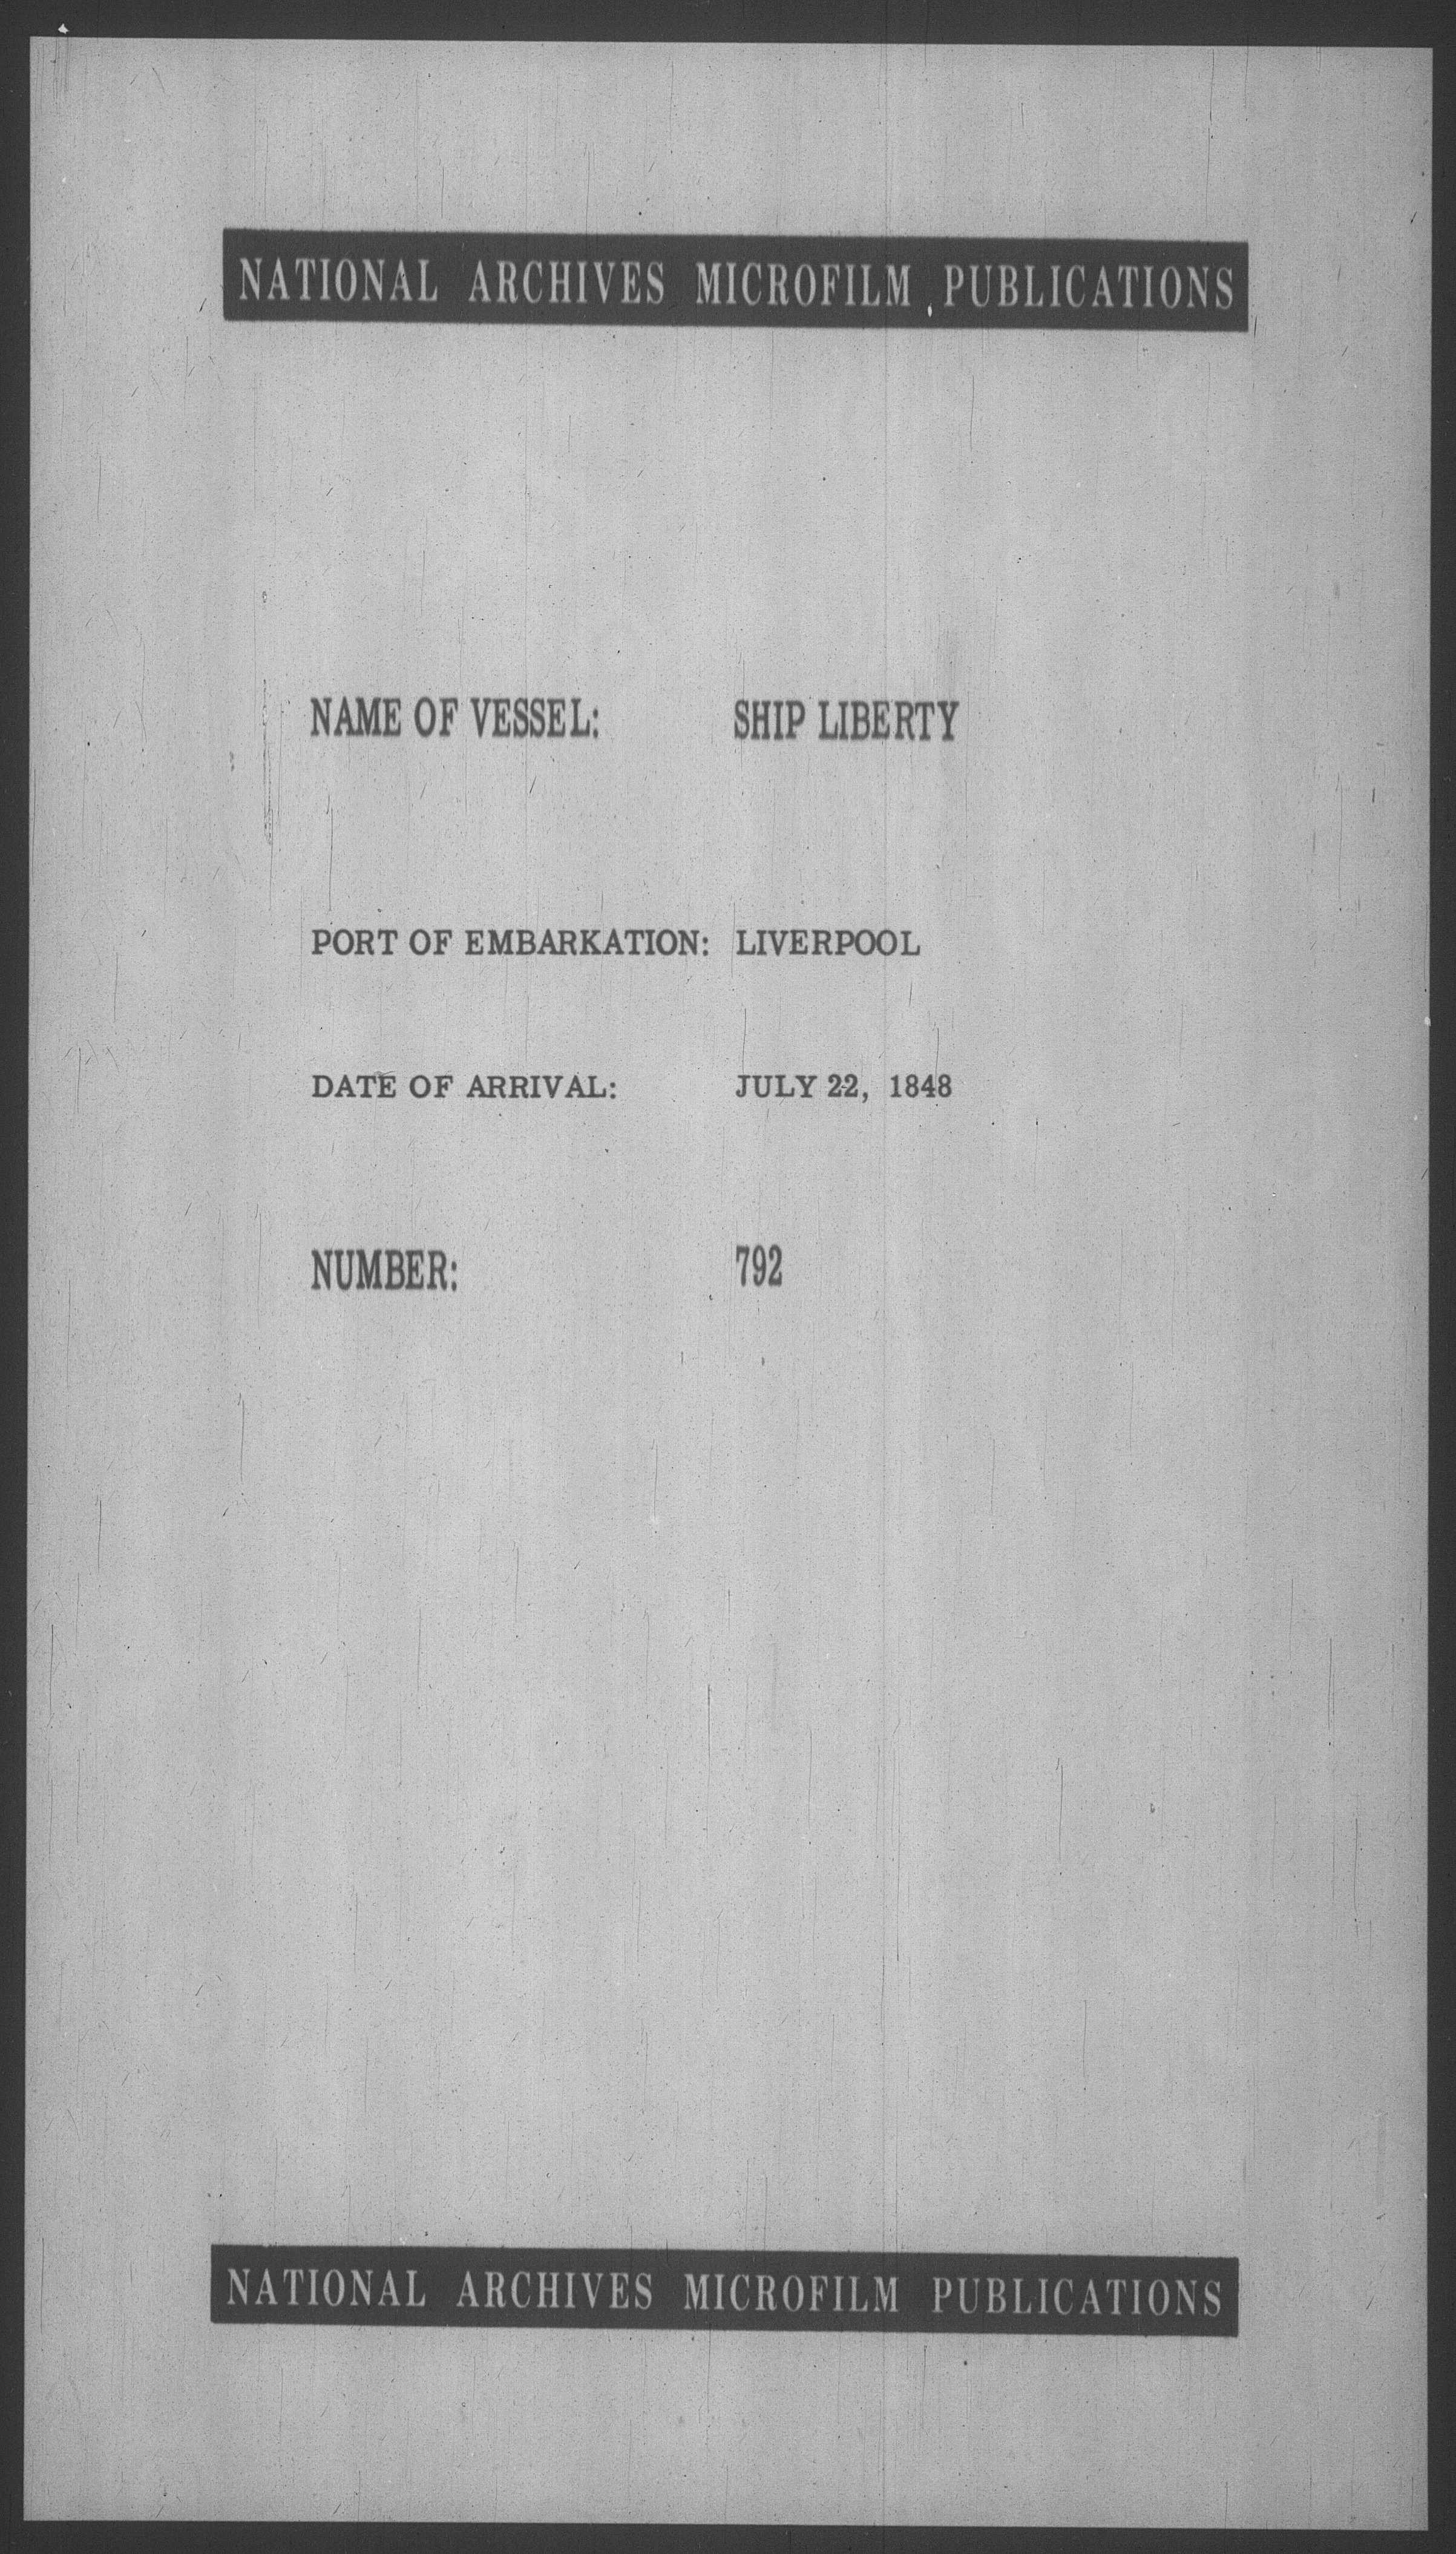 NATIONAL ARCHIVES MICROFILM PUBLICATIONS
NAME OF VESSEL: SHIP LIBERTY
PORT OF EMBARKATION: LIVERPOOL
DATE OF ARRIVAL: JULY 22, 1848
NUMBER: 792
NATIONAL ARCHIVES MICROFILM PUBLICATIONS